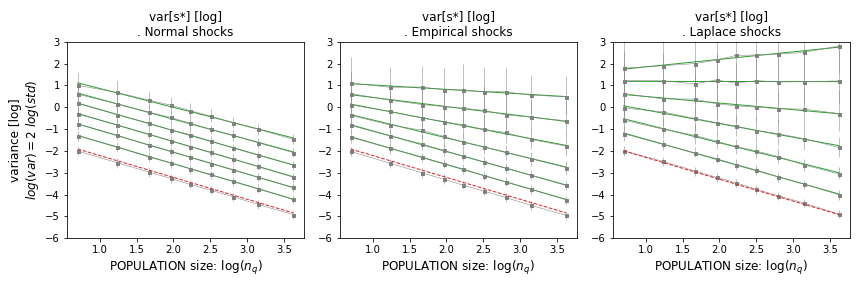 var[s*] [log]
. Normal shocks
var[s*] [log]
. Empirical shocks
var[s*] [log]
. Laplace shocks
variance [log]
log(var) = 2 log(std)
3
2
1
0
−1
−2
−3
−4
−5
−6
1.0 1.5 2.0 2.5 3.0 3.5
POPULATION size: log(n_q)
3
2
1
0
−1
−2
−3
−4
−5
−6
1.0 1.5 2.0 2.5 3.0 3.5
POPULATION size: log(n_q)
3
2
1
0
−1
−2
−3
−4
−5
−6
1.0 1.5 2.0 2.5 3.0 3.5
POPULATION size: log(n_q)